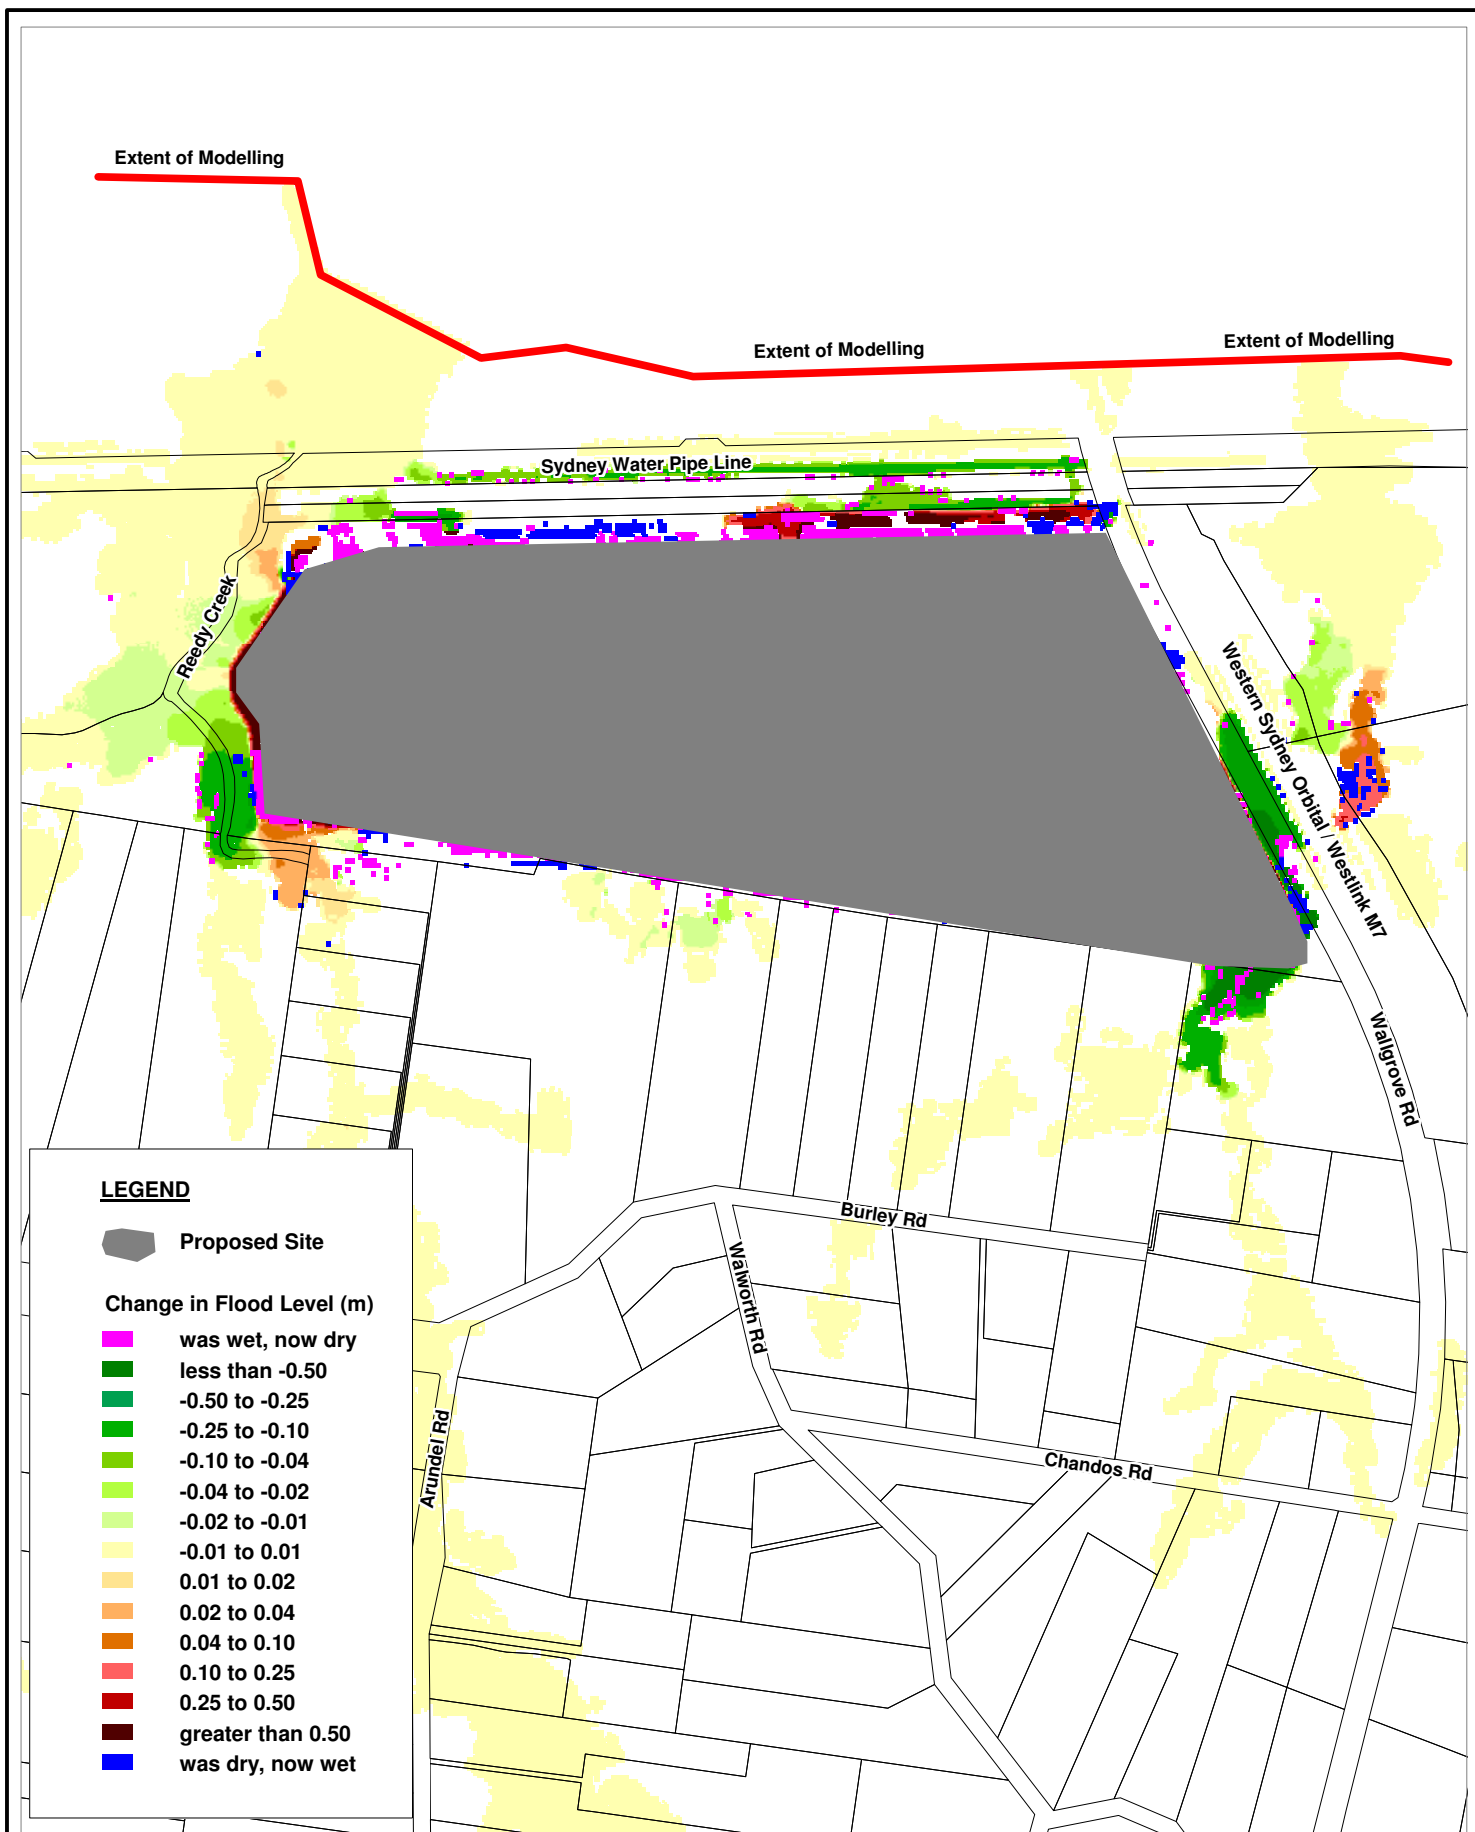 Extent of Modelling
Extent of Modelling
Extent of Modelling
Sydney Water Pipe Line
Reedy Creek
Western Sydney Orbital / Westlink M7
Wallgrove Rd
Burley Rd
Walworth Rd
Arundel Rd
Chandos Rd
LEGEND
Proposed Site
Change in Flood Level (m)
was wet, now dry
less than -0.50
-0.50 to -0.25
-0.25 to -0.10
-0.10 to -0.04
-0.04 to -0.02
-0.02 to -0.01
-0.01 to 0.01
0.01 to 0.02
0.02 to 0.04
0.04 to 0.10
0.10 to 0.25
0.25 to 0.50
greater than 0.50
was dry, now wet